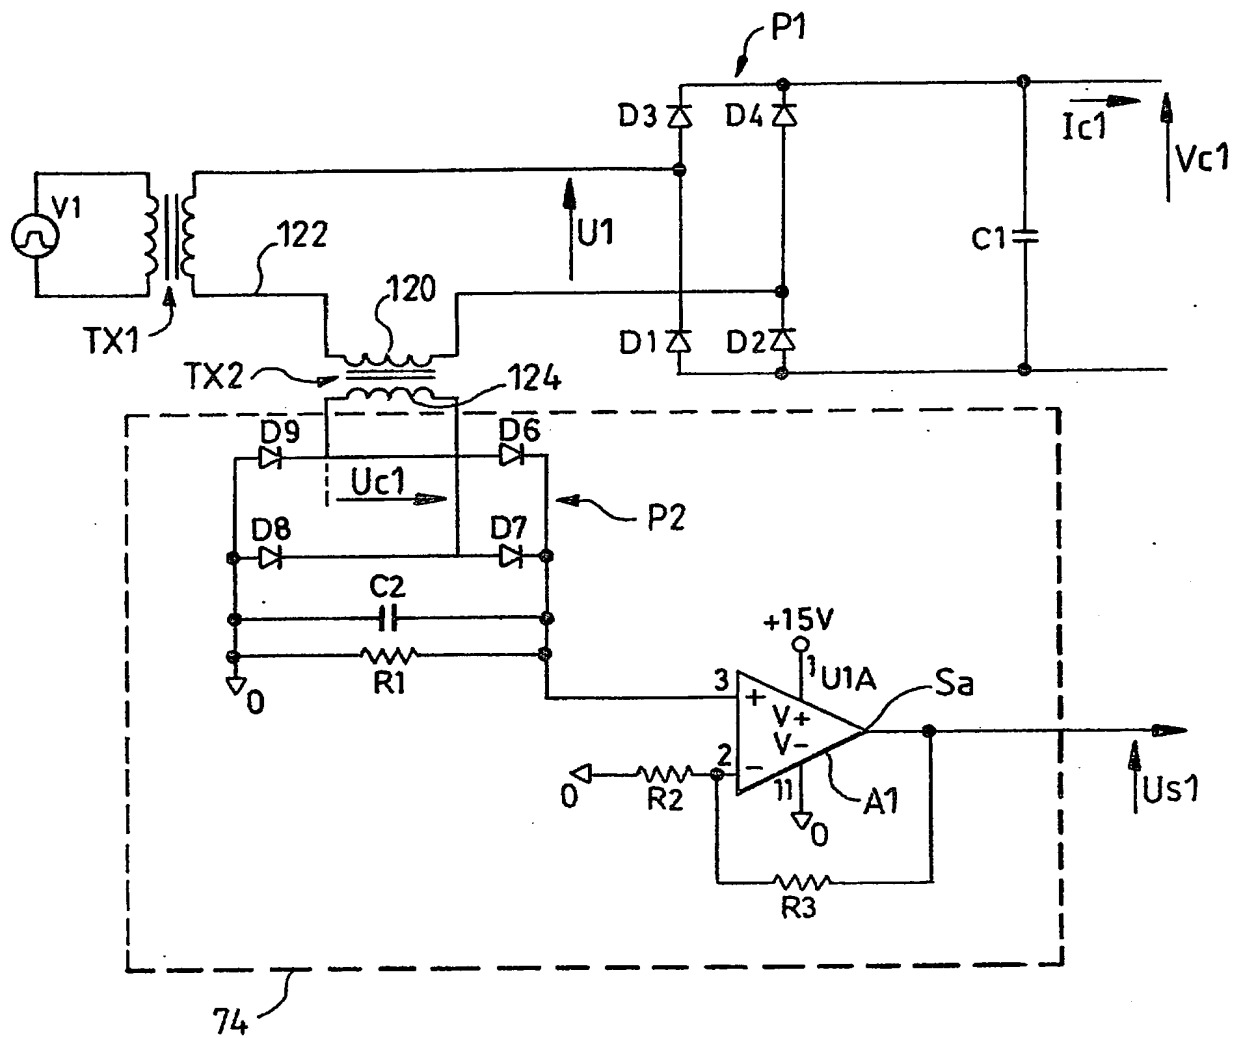 P1
D3
D4
Ic1
Vc1
V1
122
U1
C1
120
TX1
D1
D2
TX2
124
D9
D6
Uc1
P2
D8
D7
C2
+15V
R1
0
3
1
U1A
Sa
+
V+
V-
2
-
0
R2
11
0
A1
Us1
R3
74